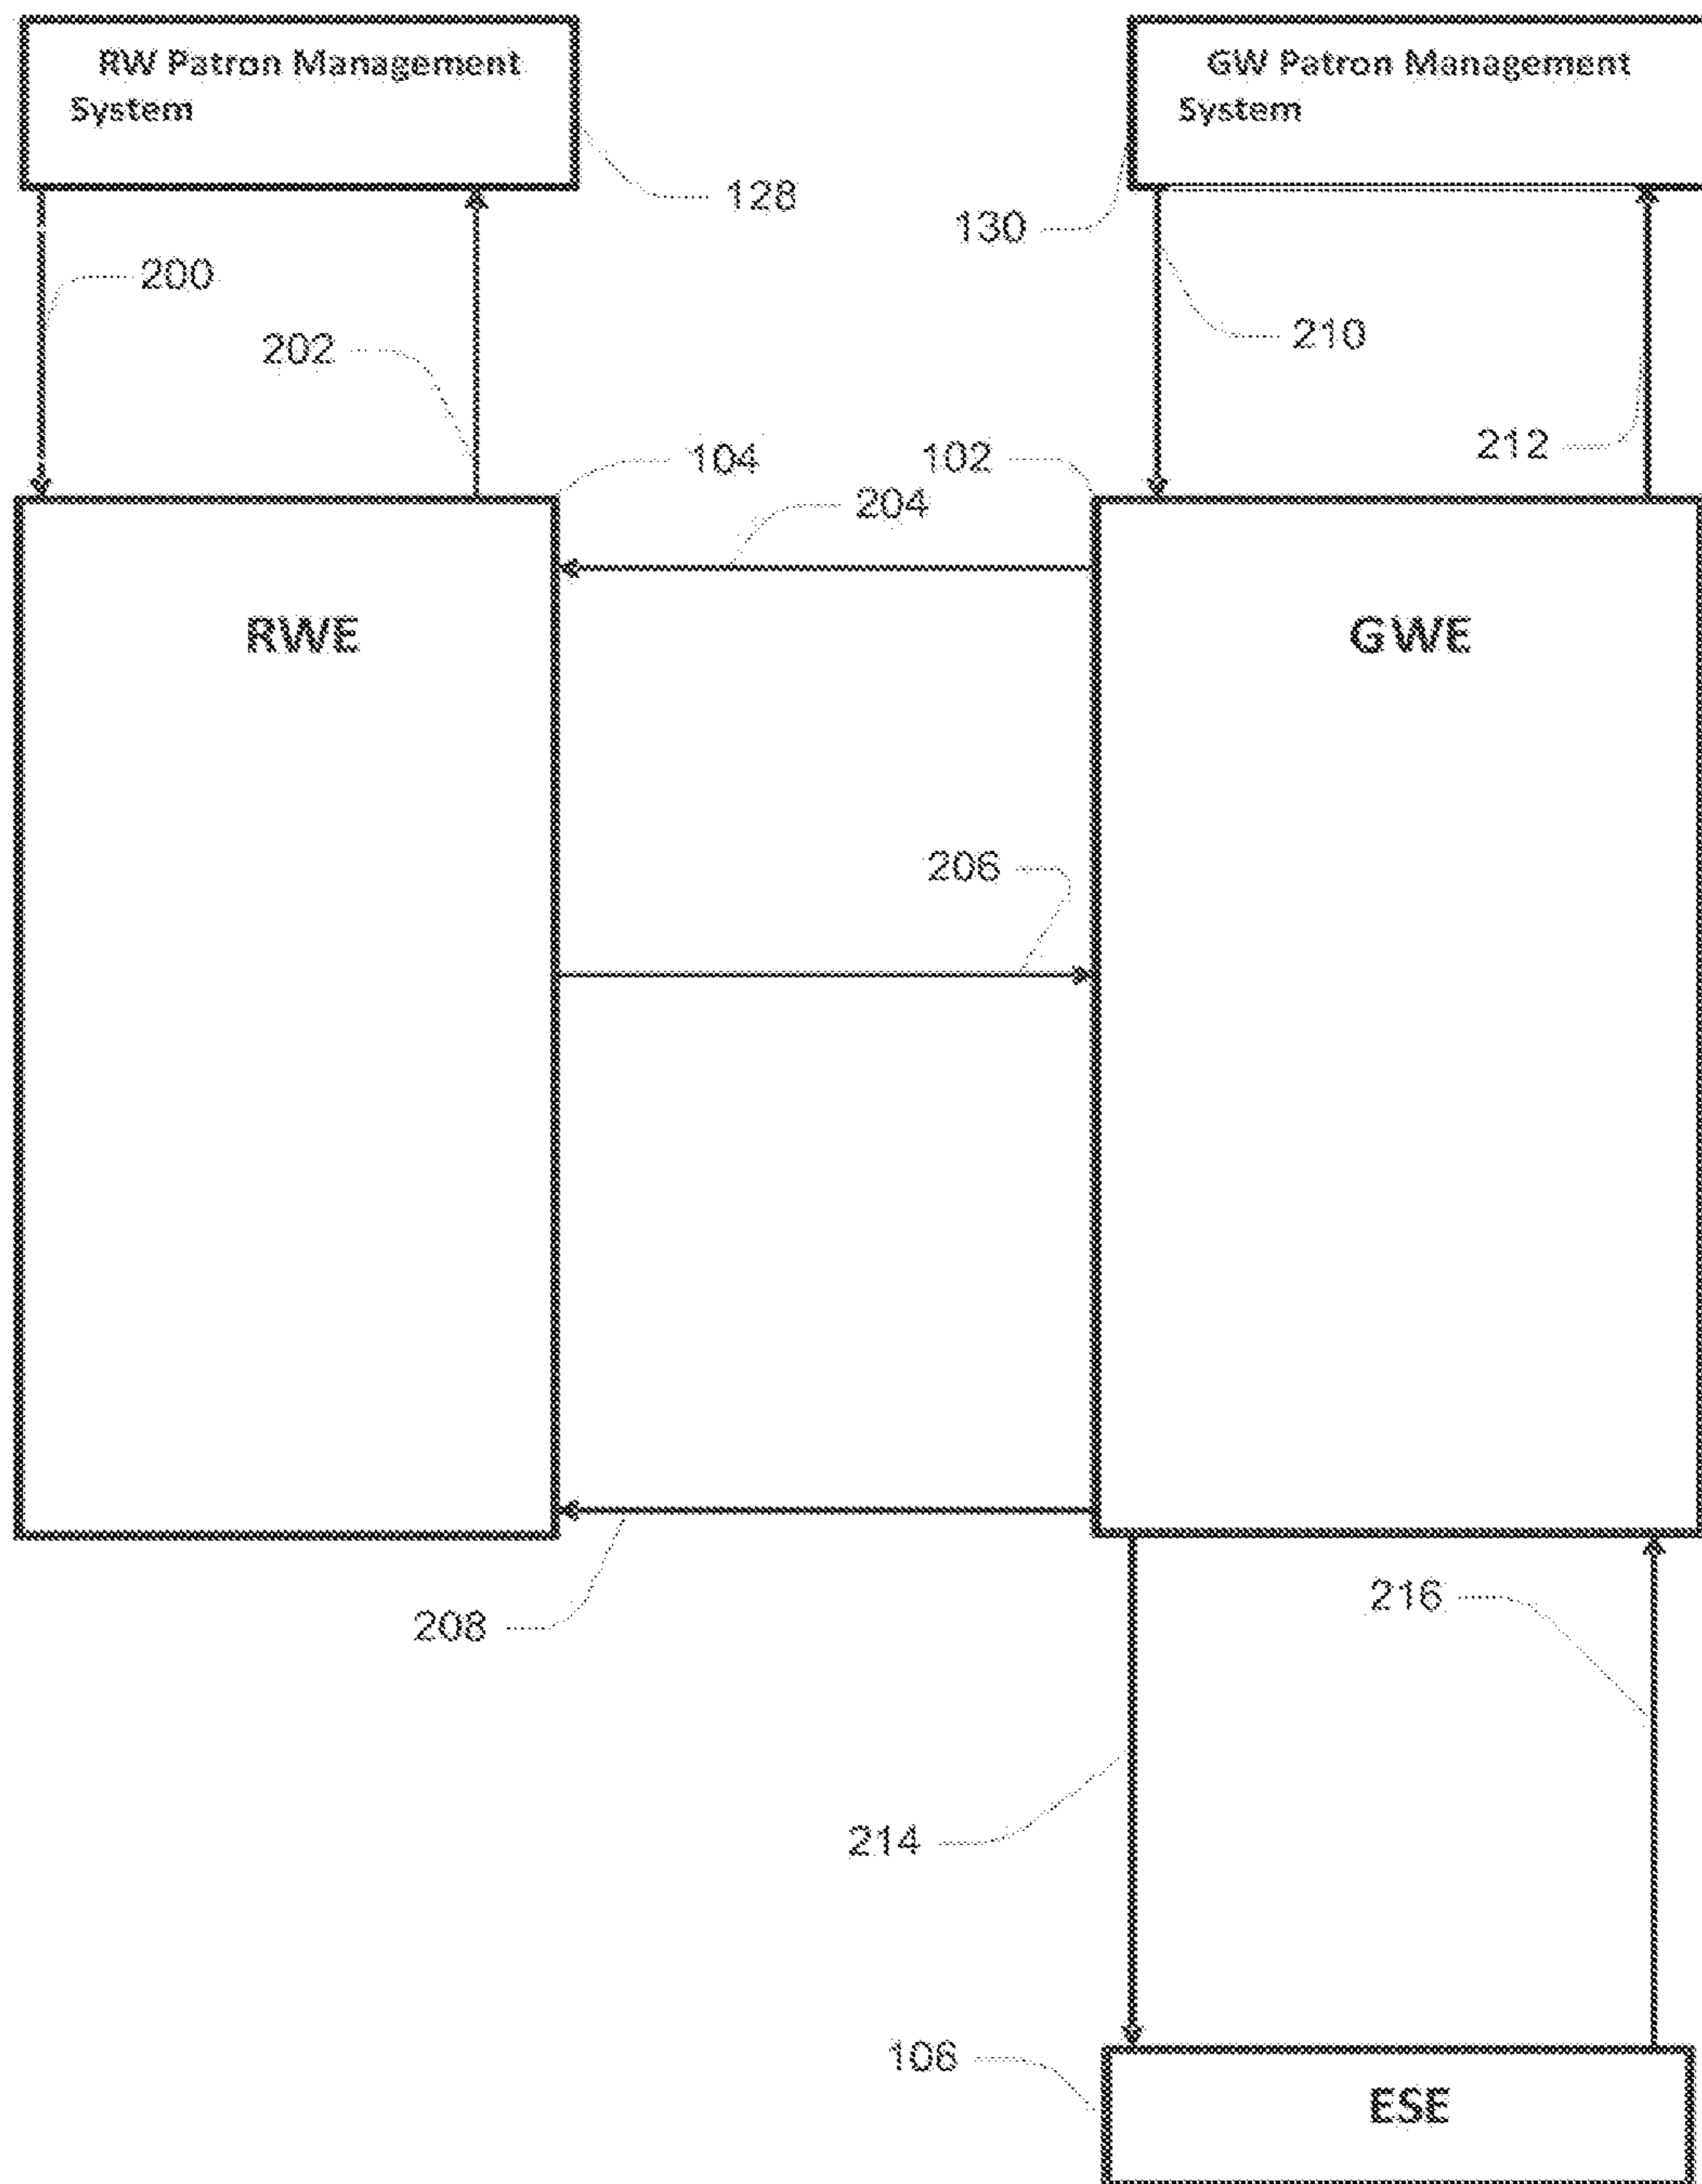 RW Patron Management
System
GW Patron Management
System
128
130
200
210
202
212
104
102
204
RWE
GWE
206
216
208
214
106
ESE